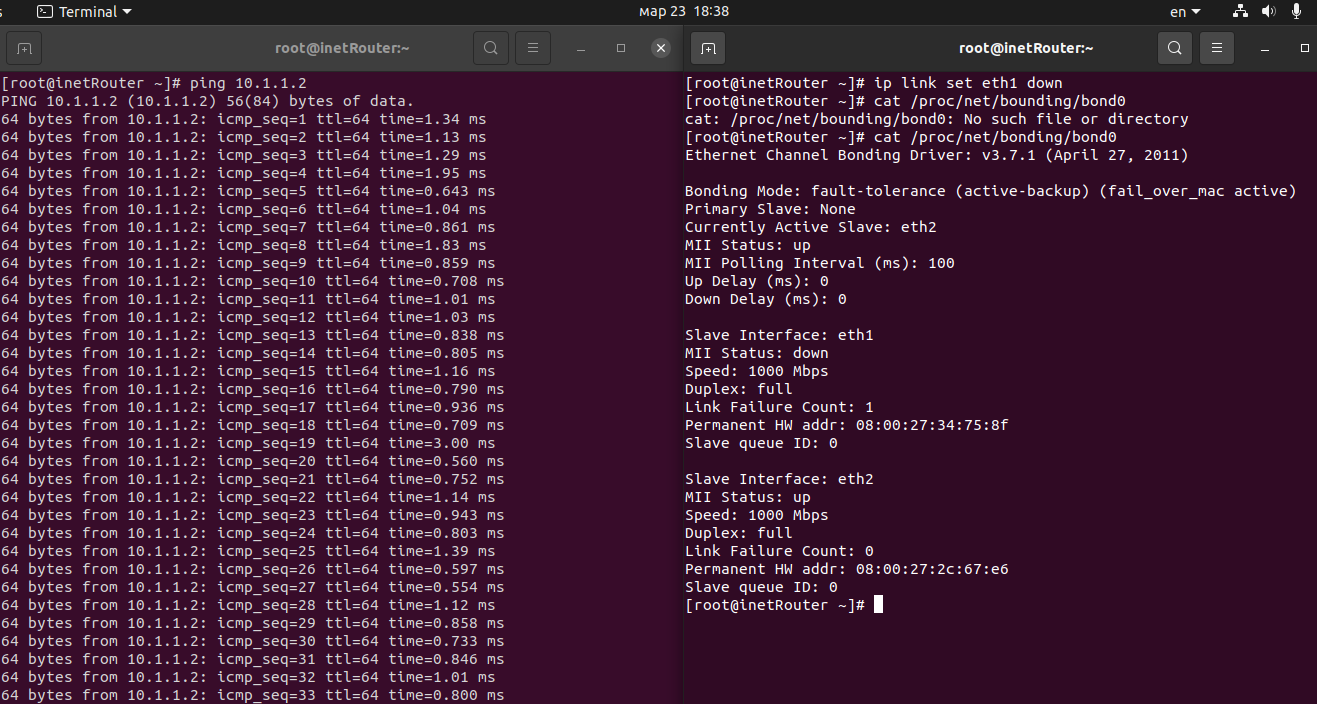 Terminal
мар 23 18:38
en
root@inetRouter:~
[root@inetRouter ~]# ping 10.1.1.2
PING 10.1.1.2 (10.1.1.2) 56(84) bytes of data.
64 bytes from 10.1.1.2: icmp_seq=1 ttl=64 time=1.34 ms
64 bytes from 10.1.1.2: icmp_seq=2 ttl=64 time=1.13 ms
64 bytes from 10.1.1.2: icmp_seq=3 ttl=64 time=1.29 ms
64 bytes from 10.1.1.2: icmp_seq=4 ttl=64 time=1.95 ms
64 bytes from 10.1.1.2: icmp_seq=5 ttl=64 time=0.643 ms
64 bytes from 10.1.1.2: icmp_seq=6 ttl=64 time=1.04 ms
64 bytes from 10.1.1.2: icmp_seq=7 ttl=64 time=0.861 ms
64 bytes from 10.1.1.2: icmp_seq=8 ttl=64 time=1.83 ms
64 bytes from 10.1.1.2: icmp_seq=9 ttl=64 time=0.859 ms
64 bytes from 10.1.1.2: icmp_seq=10 ttl=64 time=0.708 ms
64 bytes from 10.1.1.2: icmp_seq=11 ttl=64 time=1.01 ms
64 bytes from 10.1.1.2: icmp_seq=12 ttl=64 time=1.03 ms
64 bytes from 10.1.1.2: icmp_seq=13 ttl=64 time=0.838 ms
64 bytes from 10.1.1.2: icmp_seq=14 ttl=64 time=0.805 ms
64 bytes from 10.1.1.2: icmp_seq=15 ttl=64 time=1.16 ms
64 bytes from 10.1.1.2: icmp_seq=16 ttl=64 time=0.790 ms
64 bytes from 10.1.1.2: icmp_seq=17 ttl=64 time=0.936 ms
64 bytes from 10.1.1.2: icmp_seq=18 ttl=64 time=0.709 ms
64 bytes from 10.1.1.2: icmp_seq=19 ttl=64 time=3.00 ms
64 bytes from 10.1.1.2: icmp_seq=20 ttl=64 time=0.560 ms
64 bytes from 10.1.1.2: icmp_seq=21 ttl=64 time=0.752 ms
64 bytes from 10.1.1.2: icmp_seq=22 ttl=64 time=1.14 ms
64 bytes from 10.1.1.2: icmp_seq=23 ttl=64 time=0.943 ms
64 bytes from 10.1.1.2: icmp_seq=24 ttl=64 time=0.803 ms
64 bytes from 10.1.1.2: icmp_seq=25 ttl=64 time=1.39 ms
64 bytes from 10.1.1.2: icmp_seq=26 ttl=64 time=0.597 ms
64 bytes from 10.1.1.2: icmp_seq=27 ttl=64 time=0.554 ms
64 bytes from 10.1.1.2: icmp_seq=28 ttl=64 time=1.12 ms
64 bytes from 10.1.1.2: icmp_seq=29 ttl=64 time=0.858 ms
64 bytes from 10.1.1.2: icmp_seq=30 ttl=64 time=0.733 ms
64 bytes from 10.1.1.2: icmp_seq=31 ttl=64 time=0.846 ms
64 bytes from 10.1.1.2: icmp_seq=32 ttl=64 time=1.01 ms
64 bytes from 10.1.1.2: icmp_seq=33 ttl=64 time=0.800 ms
root@inetRouter:~
[root@inetRouter ~]# ip link set eth1 down
[root@inetRouter ~]# cat /proc/net/bounding/bond0
cat: /proc/net/bounding/bond0: No such file or directory
[root@inetRouter ~]# cat /proc/net/bonding/bond0
Ethernet Channel Bonding Driver: v3.7.1 (April 27, 2011)
Bonding Mode: fault-tolerance (active-backup) (fail_over_mac active)
Primary Slave: None
Currently Active Slave: eth2
MII Status: up
MII Polling Interval (ms): 100
Up Delay (ms): 0
Down Delay (ms): 0
Slave Interface: eth1
MII Status: down
Speed: 1000 Mbps
Duplex: full
Link Failure Count: 1
Permanent HW addr: 08:00:27:34:75:8f
Slave queue ID: 0
Slave Interface: eth2
MII Status: up
Speed: 1000 Mbps
Duplex: full
Link Failure Count: 0
Permanent HW addr: 08:00:27:2c:67:e6
Slave queue ID: 0
[root@inetRouter ~]#